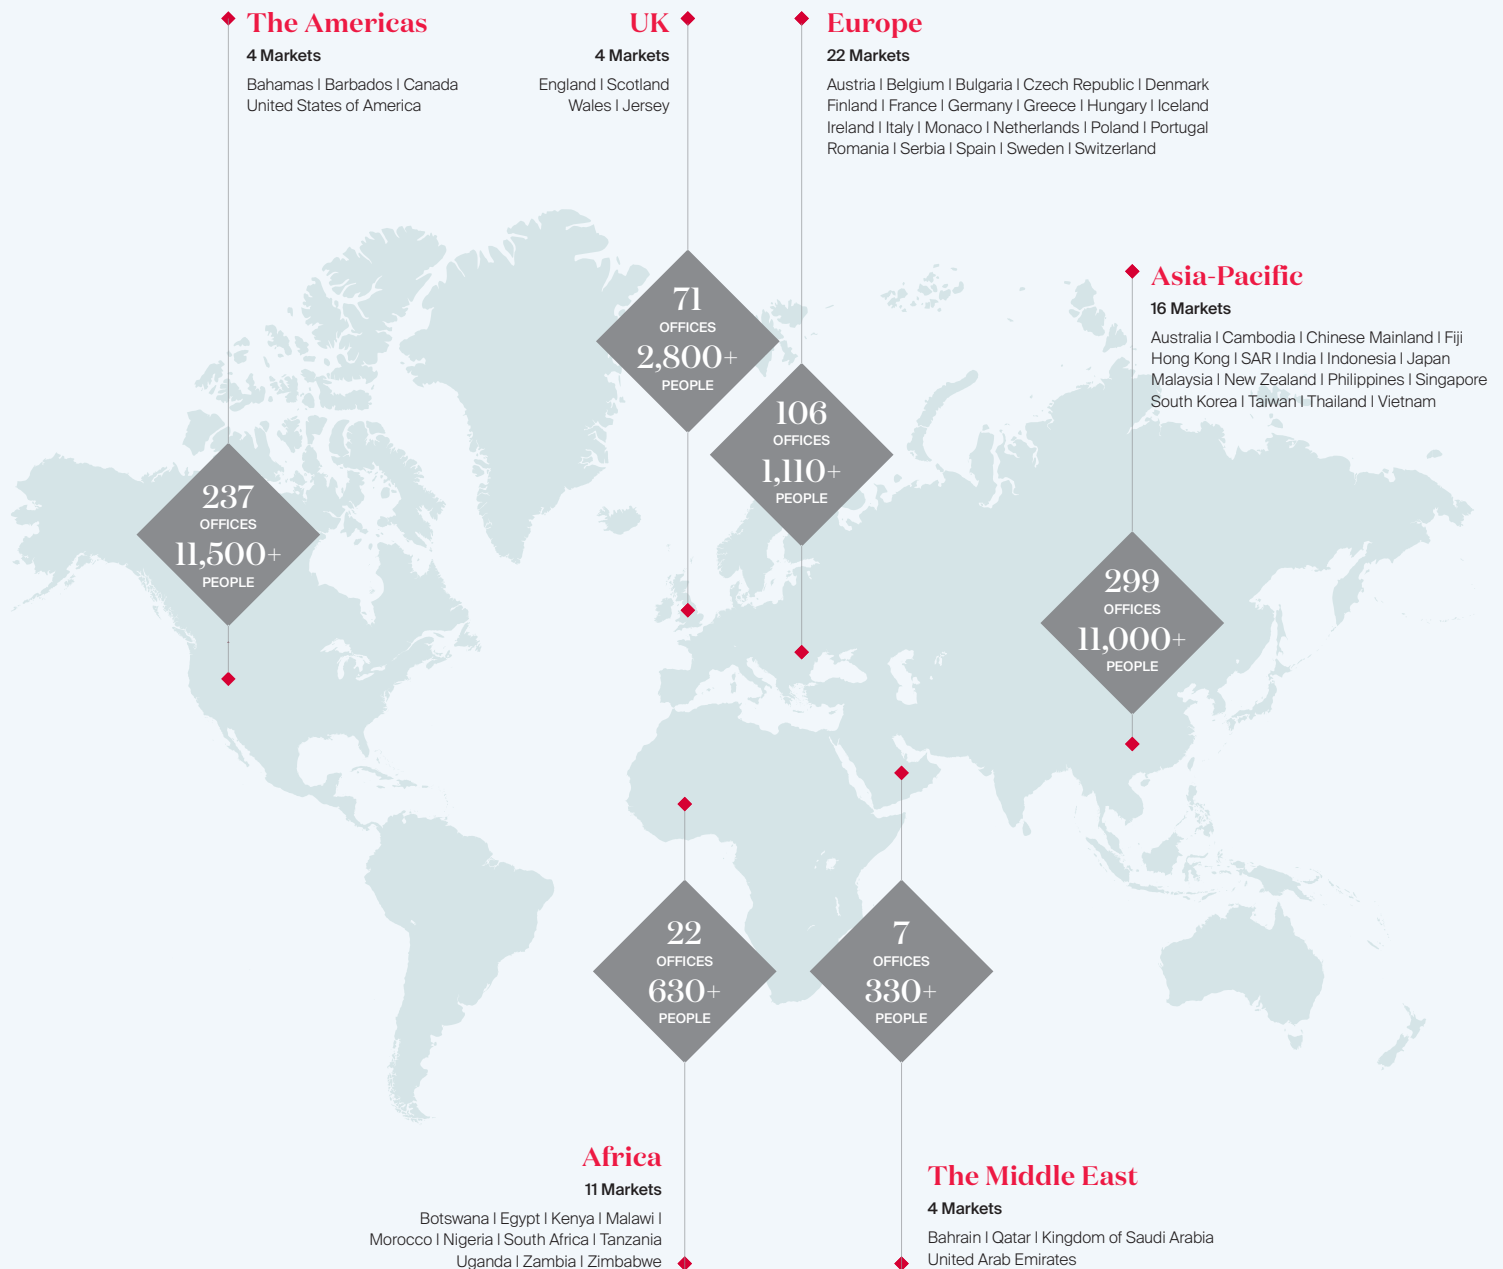 The Americas
4 Markets
Bahamas | Barbados | Canada
United States of America
UK
4 Markets
England | Scotland
Wales | Jersey
Europe
22 Markets
Austria | Belgium | Bulgaria | Czech Republic | Denmark
Finland | France | Germany | Greece | Hungary | Iceland
Ireland | Italy | Monaco | Netherlands | Poland | Portugal
Romania | Serbia | Spain | Sweden | Switzerland
Asia-Pacific
16 Markets
Australia | Cambodia | Chinese Mainland | Fiji
Hong Kong | SAR | India | Indonesia | Japan
Malaysia | New Zealand | Philippines | Singapore
South Korea | Taiwan | Thailand | Vietnam
71
OFFICES
2,800+
PEOPLE
106
OFFICES
1,110+
PEOPLE
237
OFFICES
11,500+
PEOPLE
299
OFFICES
11,000+
PEOPLE
22
OFFICES
630+
PEOPLE
7
OFFICES
330+
PEOPLE
Africa
11 Markets
Botswana | Egypt | Kenya | Malawi |
Morocco | Nigeria | South Africa | Tanzania
Uganda | Zambia | Zimbabwe
The Middle East
4 Markets
Bahrain | Qatar | Kingdom of Saudi Arabia
United Arab Emirates